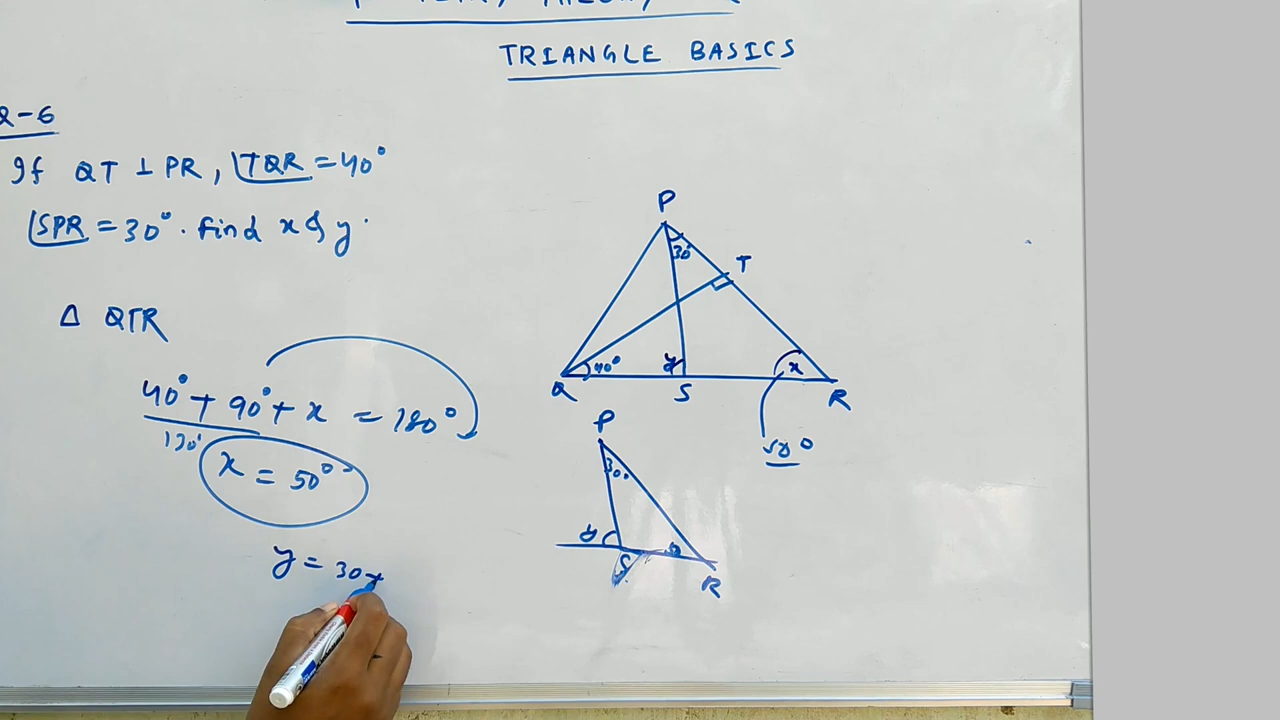 TRIANGLE BASICS
Q-6
If QT ⊥ PR, ∠TQR = 40°
∠SPR = 30°. Find x & y.
Δ QTR
40° + 90° + x = 180°
130°
x = 50°
y = 30 +
P
30°
T
40°
y
x
Q
S
R
50°
P
30°
y
S
R